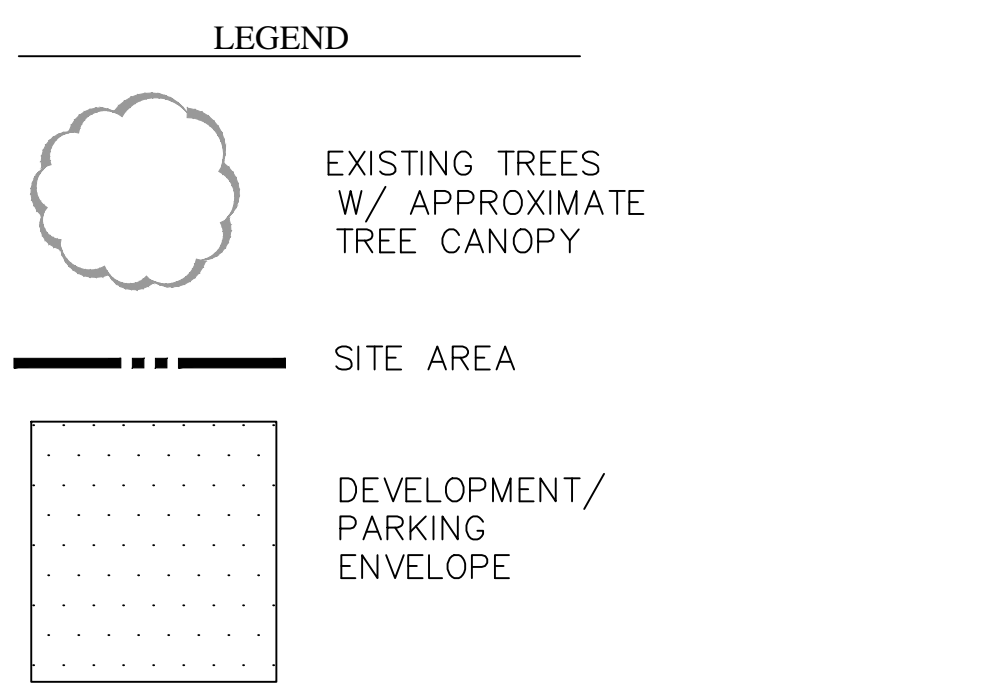 LEGEND
EXISTING TREES
W/ APPROXIMATE
TREE CANOPY
SITE AREA
DEVELOPMENT/
PARKING
ENVELOPE